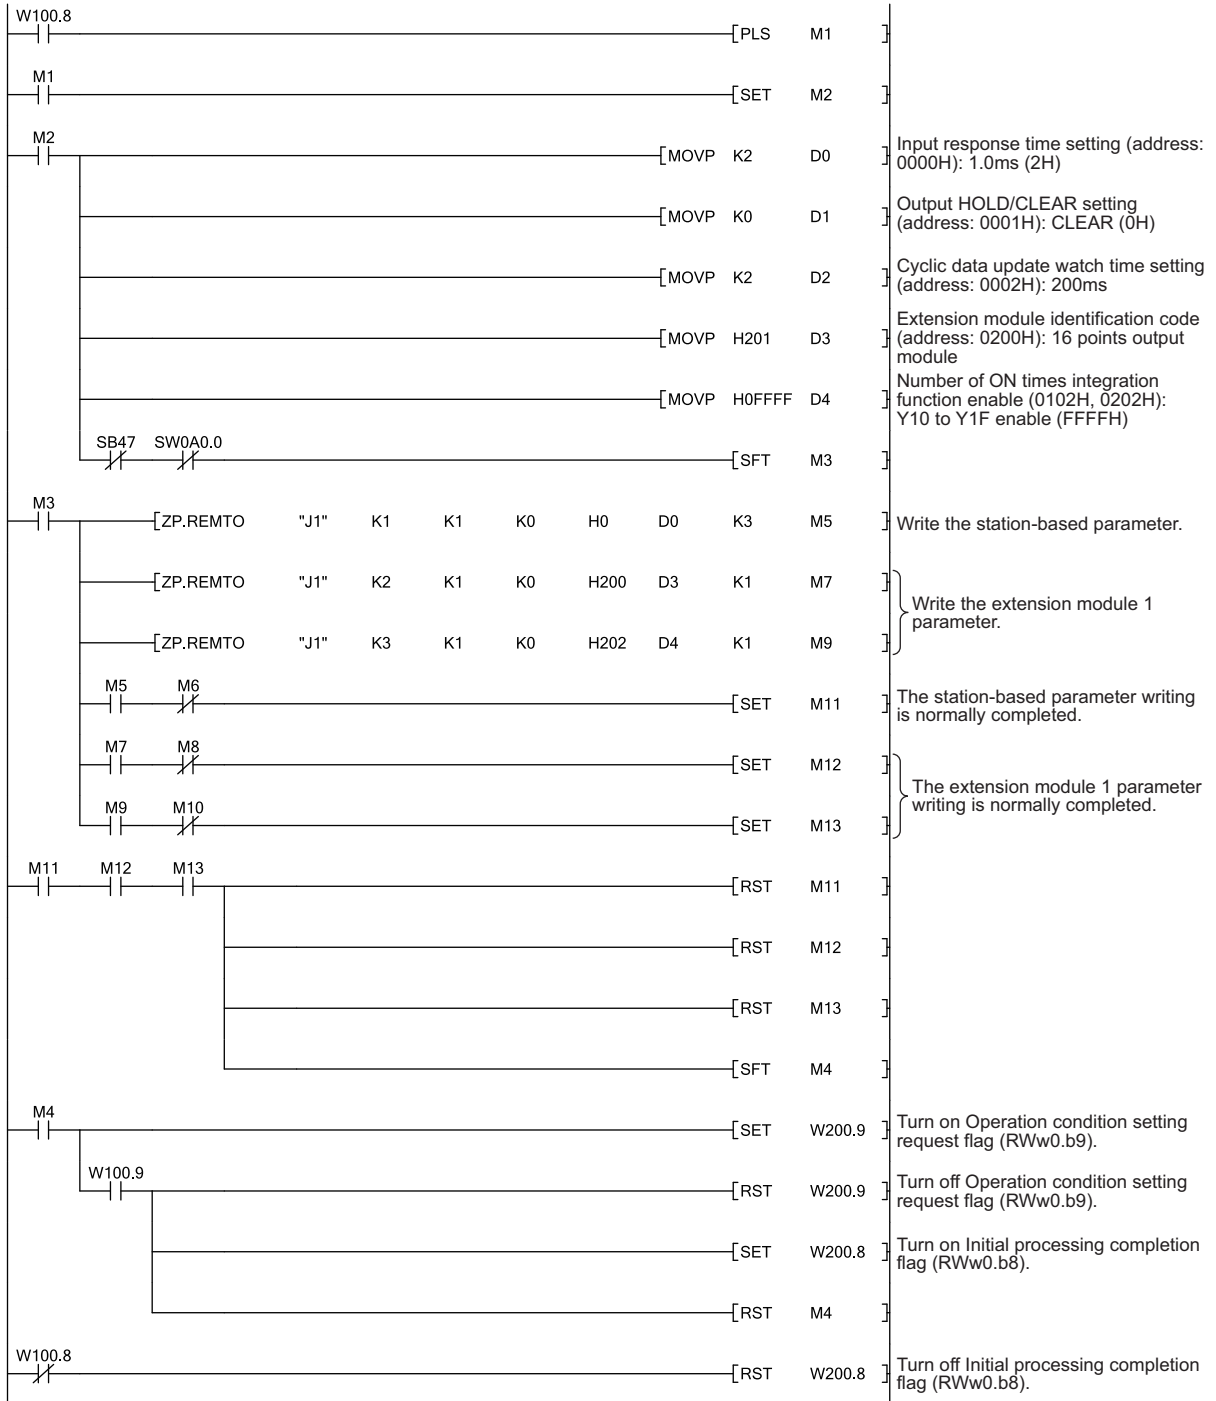 W100.8
[PLS M1 ]
M1
[SET M2 ]
M2
[MOVP K2 D0 ]
Input response time setting (address:
0000H): 1.0ms (2H)
[MOVP K0 D1 ]
Output HOLD/CLEAR setting
(address: 0001H): CLEAR (0H)
[MOVP K2 D2 ]
Cyclic data update watch time setting
(address: 0002H): 200ms
[MOVP H201 D3 ]
Extension module identification code
(address: 0200H): 16 points output
module
[MOVP H0FFFF D4 ]
Number of ON times integration
function enable (0102H, 0202H):
Y10 to Y1F enable (FFFFH)
SB47 SW0A0.0
[SFT M3 ]
M3
[ZP.REMTO "J1" K1 K1 K0 H0 D0 K3 M5 ]
Write the station-based parameter.
[ZP.REMTO "J1" K2 K1 K0 H200 D3 K1 M7 ]
[ZP.REMTO "J1" K3 K1 K0 H202 D4 K1 M9 ]
Write the extension module 1
parameter.
M5 M6
[SET M11 ]
The station-based parameter writing
is normally completed.
M7 M8
[SET M12 ]
M9 M10
[SET M13 ]
The extension module 1 parameter
writing is normally completed.
M11 M12 M13
[RST M11 ]
[RST M12 ]
[RST M13 ]
[SFT M4 ]
M4
[SET W200.9 ]
Turn on Operation condition setting
request flag (RWw0.b9).
W100.9
[RST W200.9 ]
Turn off Operation condition setting
request flag (RWw0.b9).
[SET W200.8 ]
Turn on Initial processing completion
flag (RWw0.b8).
[RST M4 ]
W100.8
[RST W200.8 ]
Turn off Initial processing completion
flag (RWw0.b8).